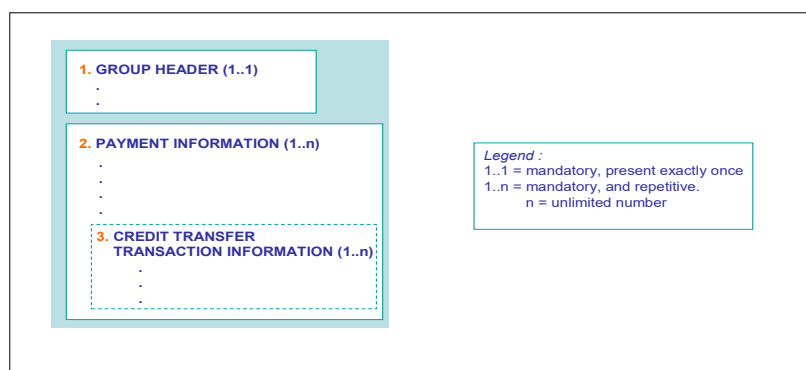 1. GROUP HEADER (1..1)
.
.
2. PAYMENT INFORMATION (1..n)
.
.
.
.
3. CREDIT TRANSFER
TRANSACTION INFORMATION (1..n)
.
.
.
Legend :
1..1 = mandatory, present exactly once
1..n = mandatory, and repetitive.
n = unlimited number